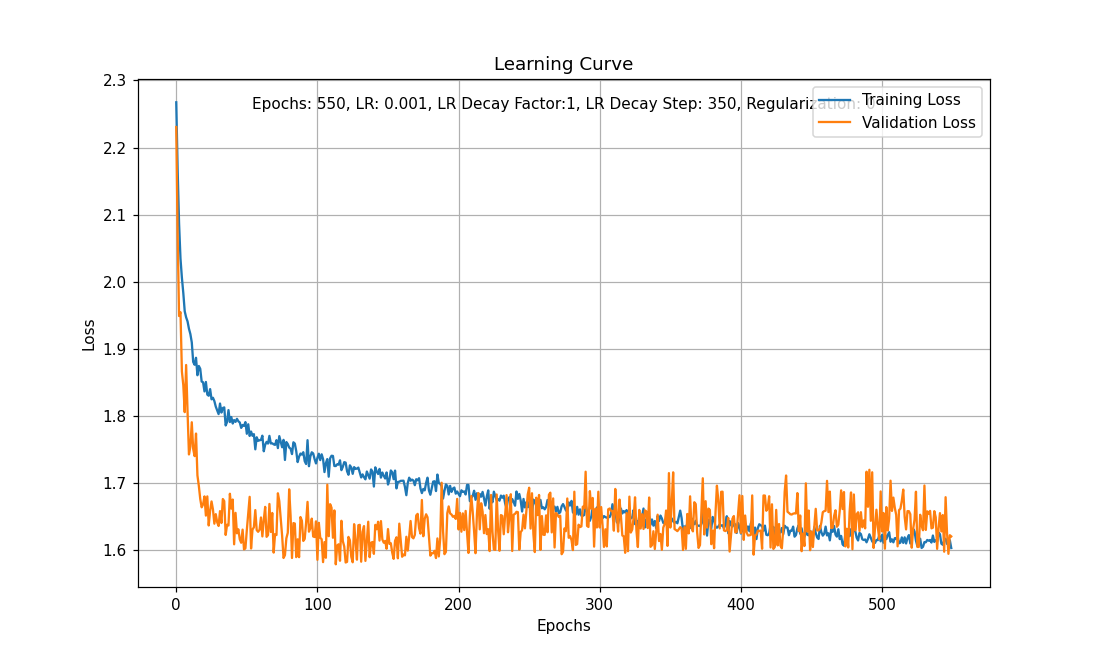 Learning Curve
Epochs: 550, LR: 0.001, LR Decay Factor:1, LR Decay Step: 350, Regularization: 0
Training Loss
Validation Loss
2.3
2.2
2.1
2.0
1.9
1.8
1.7
1.6
Loss
0 100 200 300 400 500
Epochs